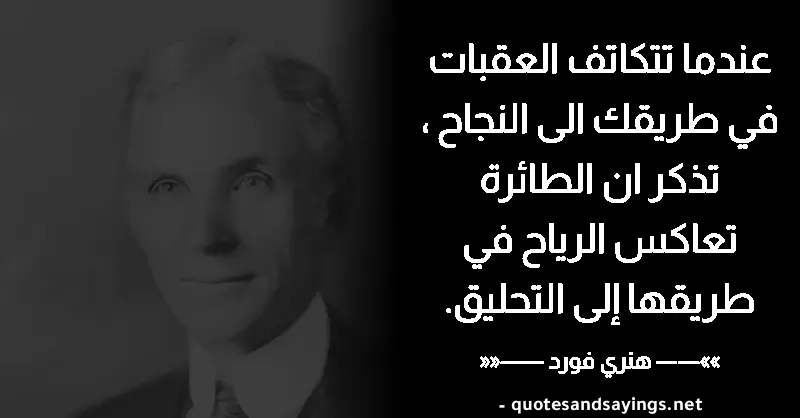 عندما تتكاتف العقبات
في طريقك الى النجاح ،
تذكر ان الطائرة
تعاكس الرياح في
طريقها إلى التحليق.
»»—— هنري فورد ——««
- quotesandsayings.net